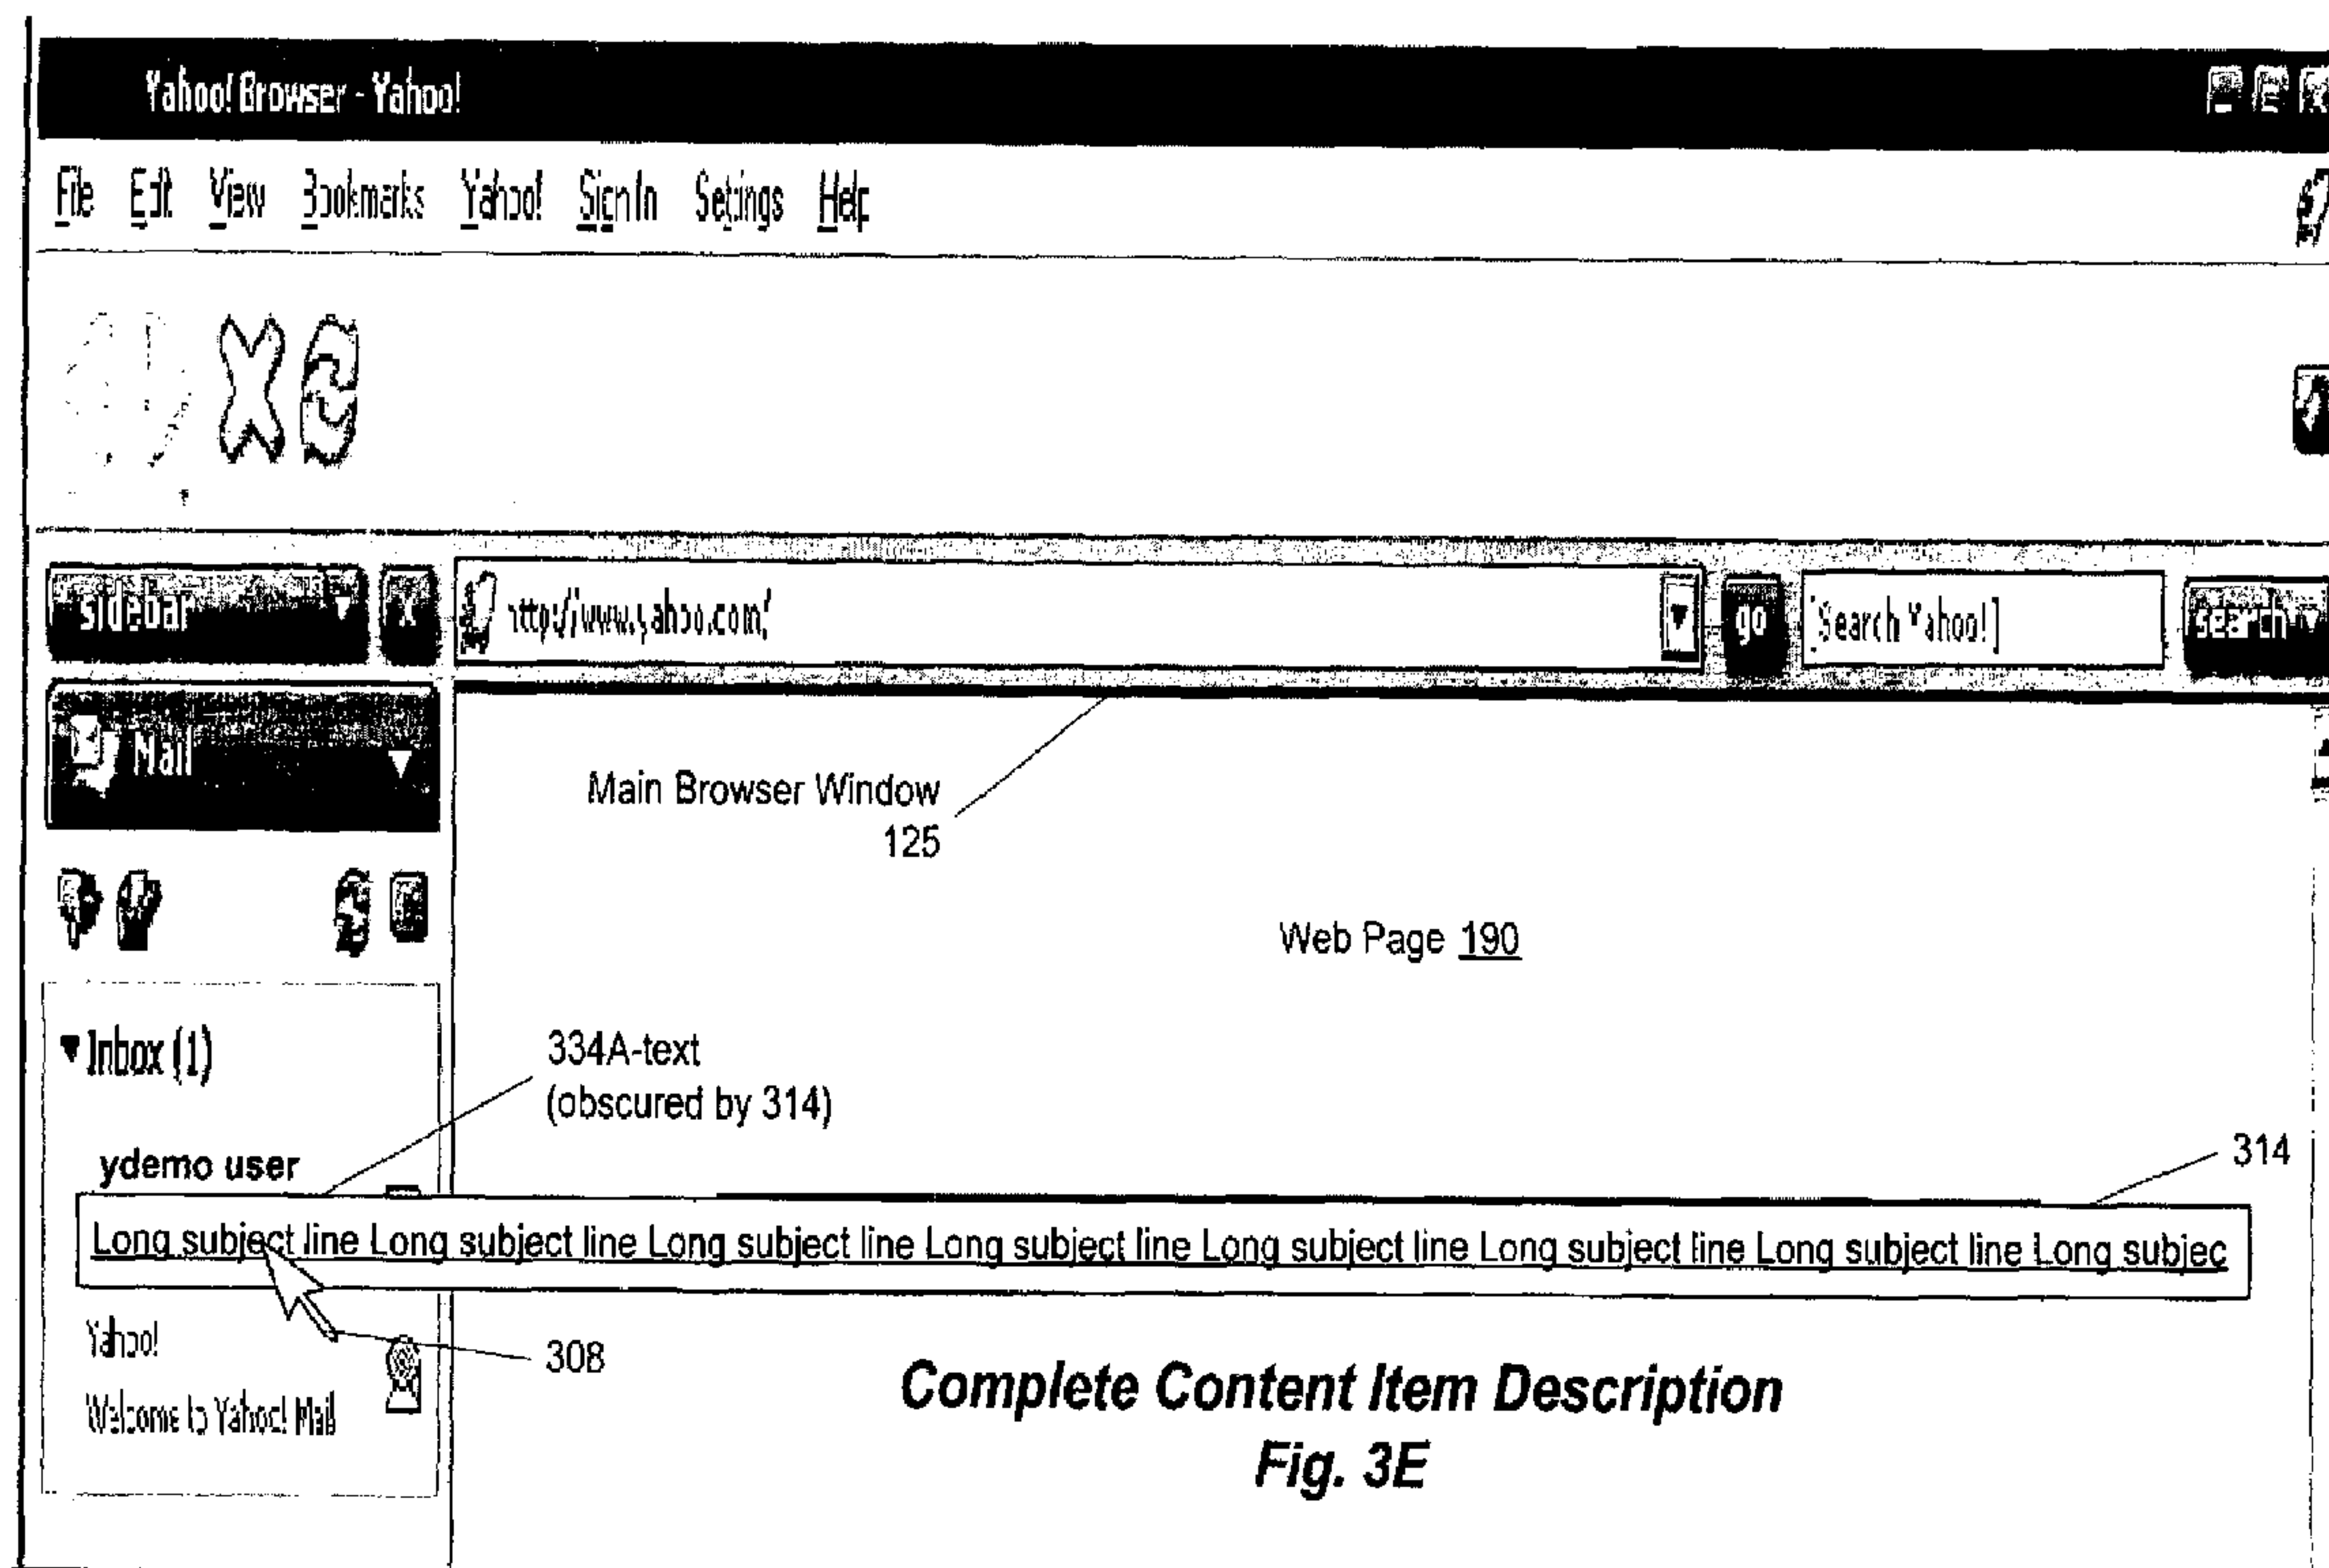 Yahoo! Browser - Yahoo!
File Edit View Bookmarks Yahoo! Sign In Settings Help
sidebar x http://www.yahoo.com/ go [Search Yahoo!] search
Mail
Main Browser Window
125
Web Page 190
Inbox (1)
334A-text
(obscured by 314)
ydemo user
314
Long subject line Long subject line Long subject line Long subject line Long subject line Long subject line Long subject line Long subjec
Yahoo!
308
Welcome to Yahoo! Mail
Complete Content Item Description
Fig. 3E